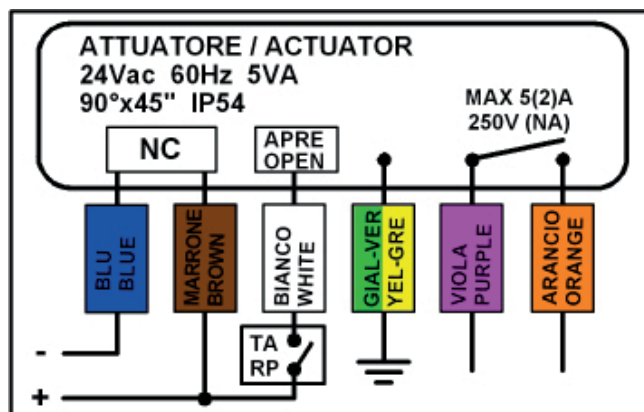 ATTUATORE / ACTUATOR
24Vac 60Hz 5VA
90°x45" IP54
MAX 5(2)A
250V (NA)
NC
APRE
OPEN
BLU
BLUE
MARRONE
BROWN
BIANCO
WHITE
GIAL-VER
YEL-GRE
VIOLA
PURPLE
ARANCIO
ORANGE
TA
RP
-
+